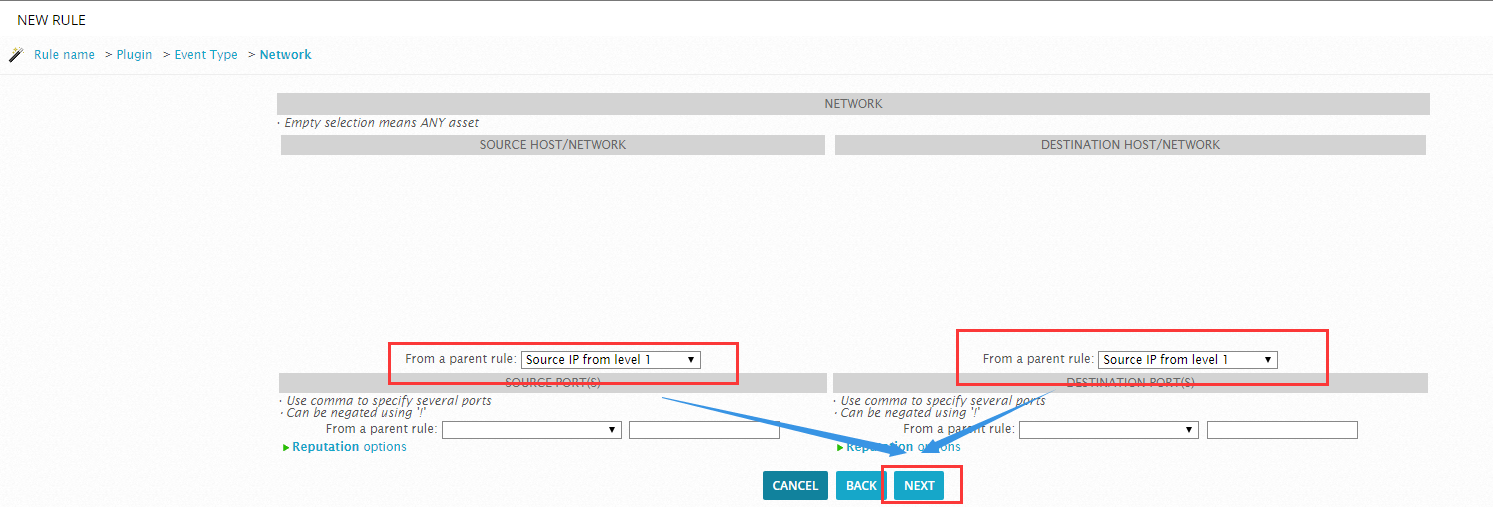 NEW RULE
Rule name > Plugin > Event Type > Network
NETWORK
· Empty selection means ANY asset
SOURCE HOST/NETWORK
DESTINATION HOST/NETWORK
From a parent rule: Source IP from level 1
From a parent rule: Source IP from level 1
SOURCE PORT(S)
DESTINATION PORT(S)
· Use comma to specify several ports
· Can be negated using '!'
From a parent rule:
Reputation options
· Use comma to specify several ports
· Can be negated using '!'
From a parent rule:
Reputation options
CANCEL BACK NEXT